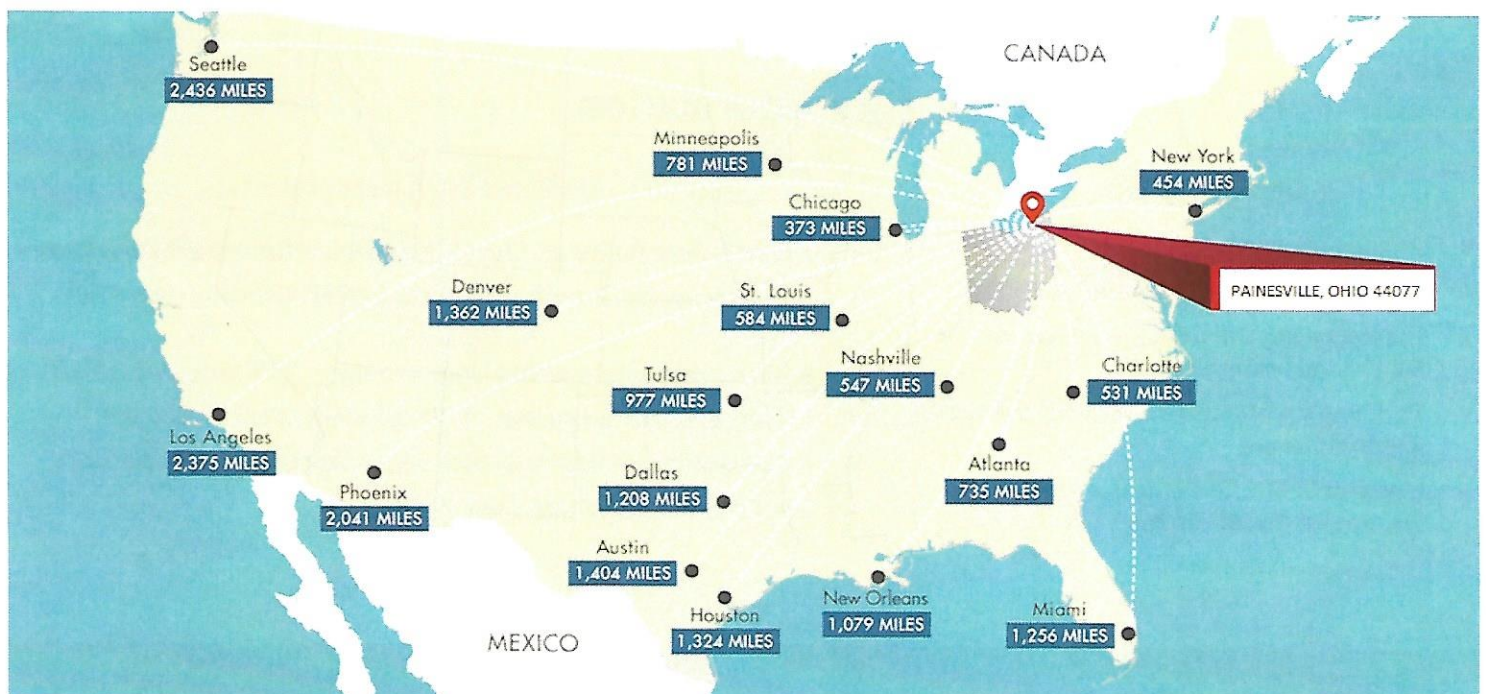 CANADA
Seattle
2,436 MILES
Minneapolis
781 MILES
New York
454 MILES
Chicago
373 MILES
Denver
1,362 MILES
St. Louis
584 MILES
PAINESVILLE, OHIO 44077
Nashville
547 MILES
Charlotte
531 MILES
Tulsa
977 MILES
Los Angeles
2,375 MILES
Phoenix
2,041 MILES
Dallas
1,208 MILES
Atlanta
735 MILES
Austin
1,404 MILES
Houston
1,324 MILES
New Orleans
1,079 MILES
Miami
1,256 MILES
MEXICO